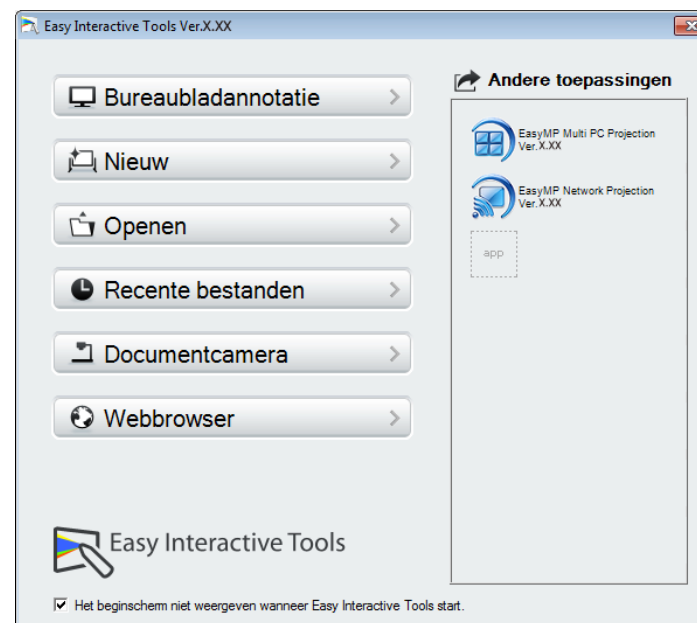 Easy Interactive Tools Ver.X.XX
Bureaubladannotatie
Nieuw
Openen
Recente bestanden
Documentcamera
Webbrowser
Andere toepassingen
EasyMP Multi PC Projection
Ver.X.XX
EasyMP Network Projection
Ver.X.XX
app
Easy Interactive Tools
Het beginscherm niet weergeven wanneer Easy Interactive Tools start.